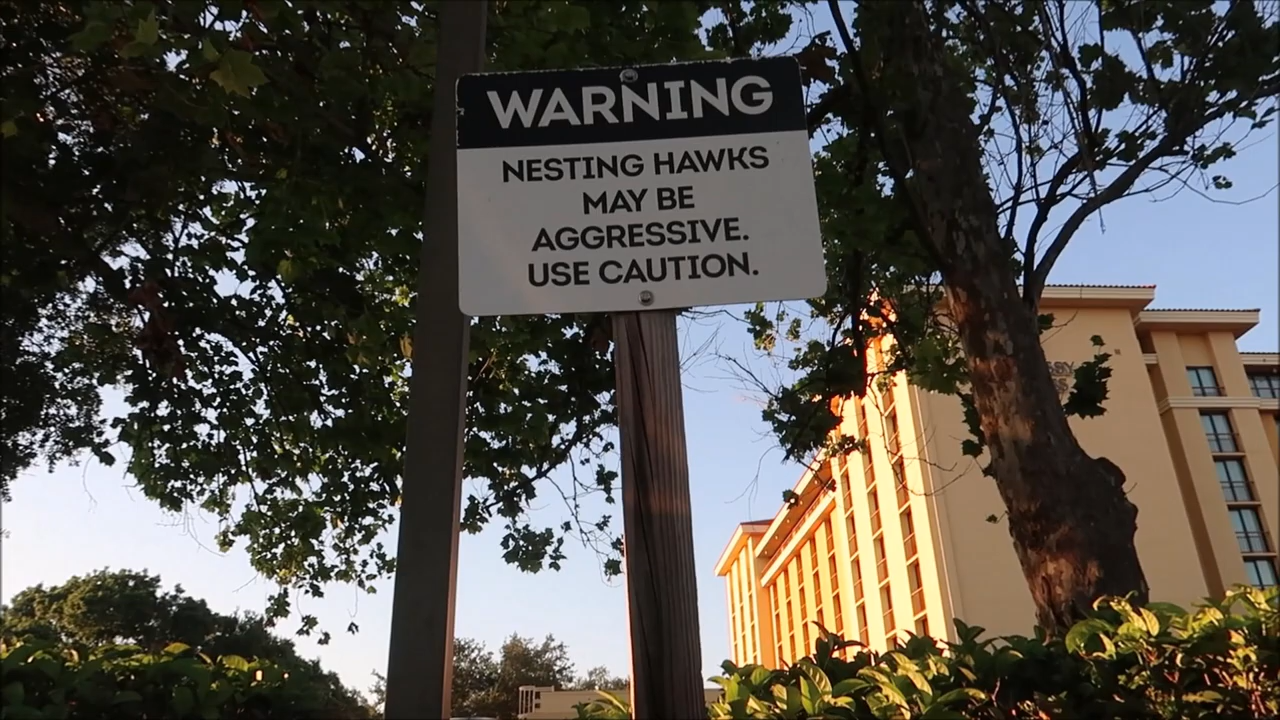 WARNING
NESTING HAWKS
MAY BE
AGGRESSIVE.
USE CAUTION.